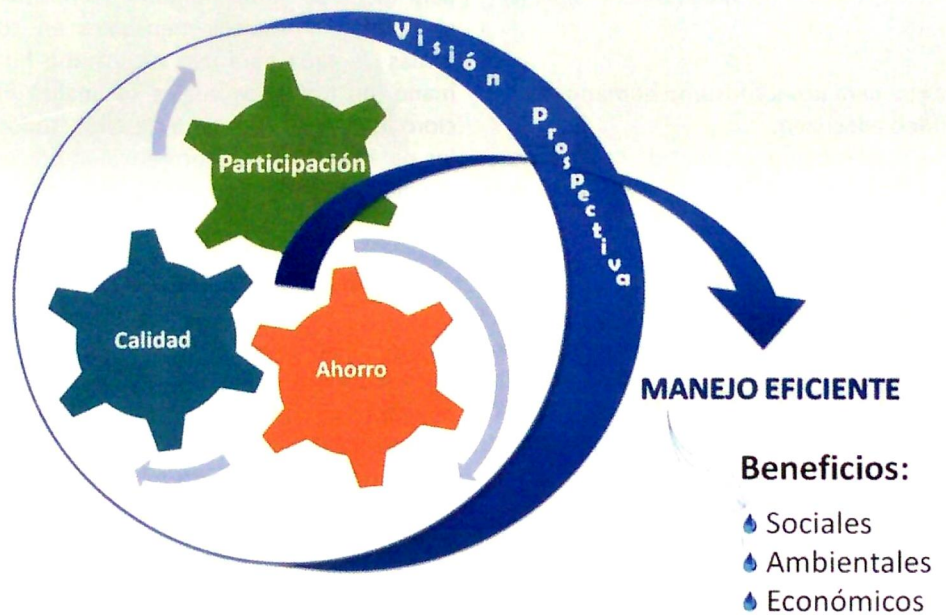 Visión Prospectiva
Participación
Calidad
Ahorro
MANEJO EFICIENTE
Beneficios:
Sociales
Ambientales
Económicos